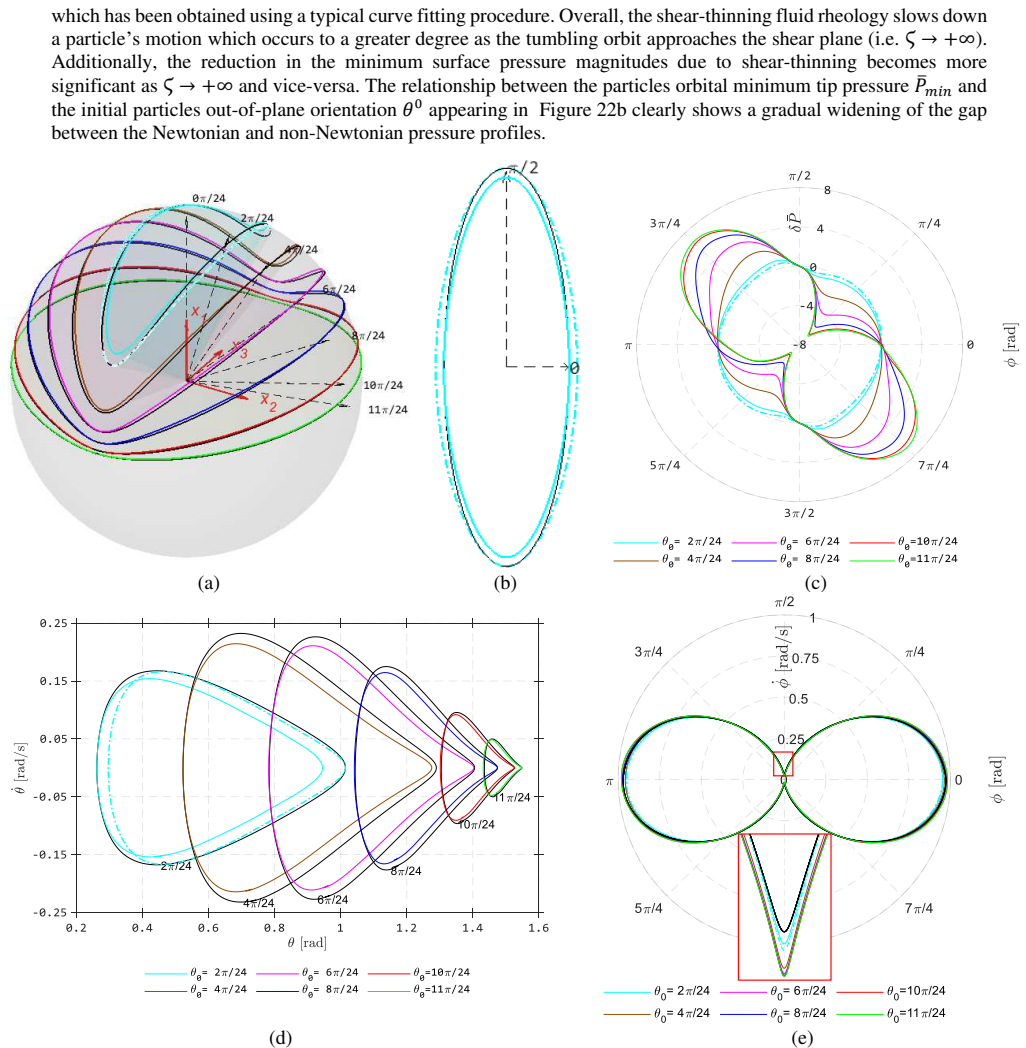 which has been obtained using a typical curve fitting procedure. Overall, the shear-thinning fluid rheology slows down
a particle's motion which occurs to a greater degree as the tumbling orbit approaches the shear plane (i.e. ζ → +∞).
Additionally, the reduction in the minimum surface pressure magnitudes due to shear-thinning becomes more
significant as ζ → +∞ and vice-versa. The relationship between the particles orbital minimum tip pressure P̄_min and
the initial particles out-of-plane orientation θ⁰ appearing in Figure 22b clearly shows a gradual widening of the gap
between the Newtonian and non-Newtonian pressure profiles.
0π/24
2π/24
4π/24
6π/24
8π/24
10π/24
11π/24
x₁
x₃
x₂
(a)
π/2
0
(b)
π/2
8
3π/4
δP̄
4
π/4
0
-4
π
-8
0
ϕ [rad]
5π/4
7π/4
3π/2
θ₀= 2π/24 θ₀= 6π/24 θ₀=10π/24
θ₀= 4π/24 θ₀= 8π/24 θ₀=11π/24
(c)
0.25
0.15
0.05
-0.05
-0.15
-0.25
θ̇ [rad/s]
2π/24
4π/24
6π/24
8π/24
10π/24
11π/24
0.2 0.4 0.6 0.8 1 1.2 1.4 1.6
θ [rad]
θ₀= 2π/24 θ₀= 6π/24 θ₀=10π/24
θ₀= 4π/24 θ₀= 8π/24 θ₀=11π/24
(d)
π/2
1
3π/4
ϕ̇ [rad/s]
π/4
0.75
0.5
0.25
π
0
0
ϕ [rad]
5π/4
7π/4
θ₀= 2π/24 θ₀= 6π/24 θ₀=10π/24
θ₀= 4π/24 θ₀= 8π/24 θ₀=11π/24
(e)